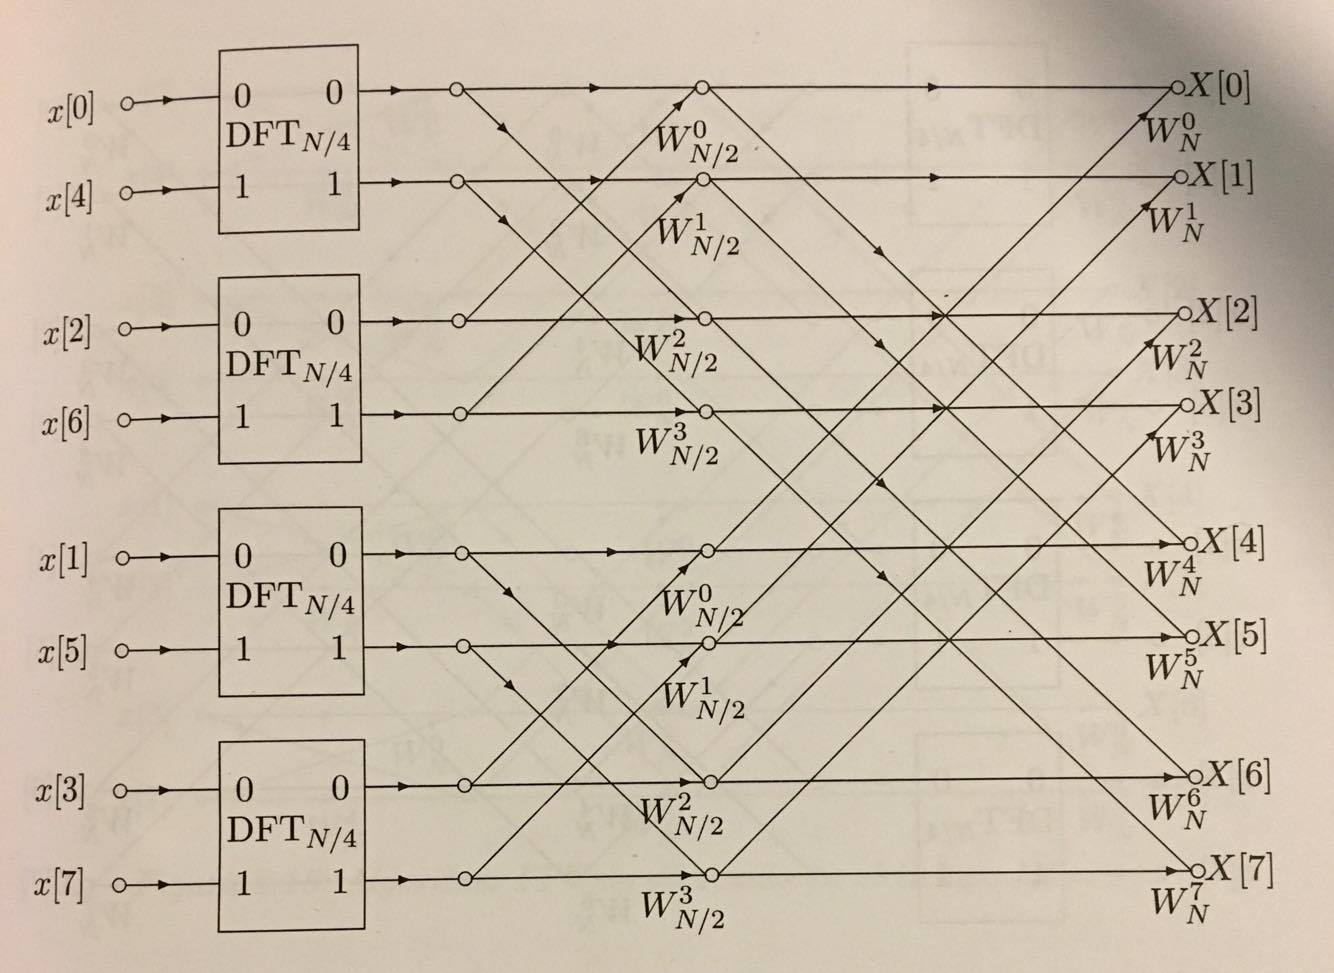 x[0] 0 0 X[0]
DFT_{N/4} W^0_{N/2} W^0_N
x[4] 1 1 X[1]
W^1_{N/2} W^1_N
x[2] 0 0 X[2]
DFT_{N/4} W^2_{N/2} W^2_N
x[6] 1 1 X[3]
W^3_{N/2} W^3_N
x[1] 0 0 X[4]
DFT_{N/4} W^0_{N/2} W^4_N
x[5] 1 1 X[5]
W^1_{N/2} W^5_N
x[3] 0 0 X[6]
DFT_{N/4} W^2_{N/2} W^6_N
x[7] 1 1 X[7]
W^3_{N/2} W^7_N